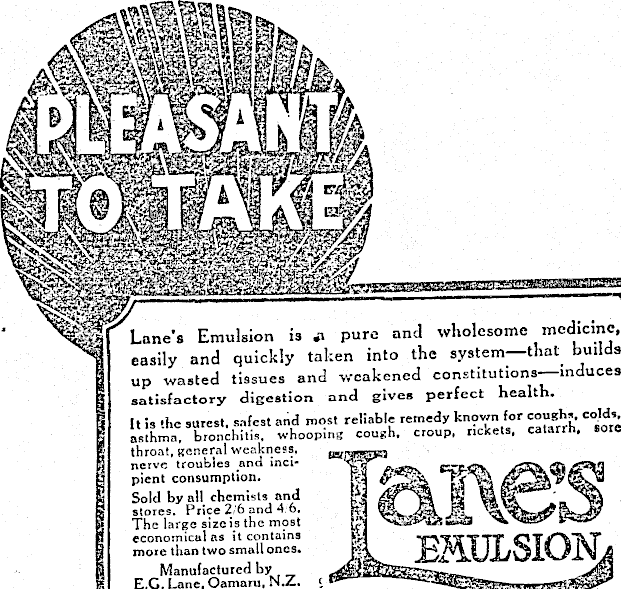 PLEASANT
TO TAKE
Lane's Emulsion is a pure and wholesome medicine,
easily and quickly taken into the system—that builds
up wasted tissues and weakened constitutions—induces
satisfactory digestion and gives perfect health.
It is the surest, safest and most reliable remedy known for coughs, colds,
asthma, bronchitis, whooping cough, croup, rickets, catarrh, sore
throat, general weakness,
nerve troubles and inci-
pient consumption.
Sold by all chemists and
stores. Price 2/6 and 4/6.
The large size is the most
economical as it contains
more than two small ones.
Manufactured by
E.G. Lane, Oamaru, N.Z.
Lane's
EMULSION